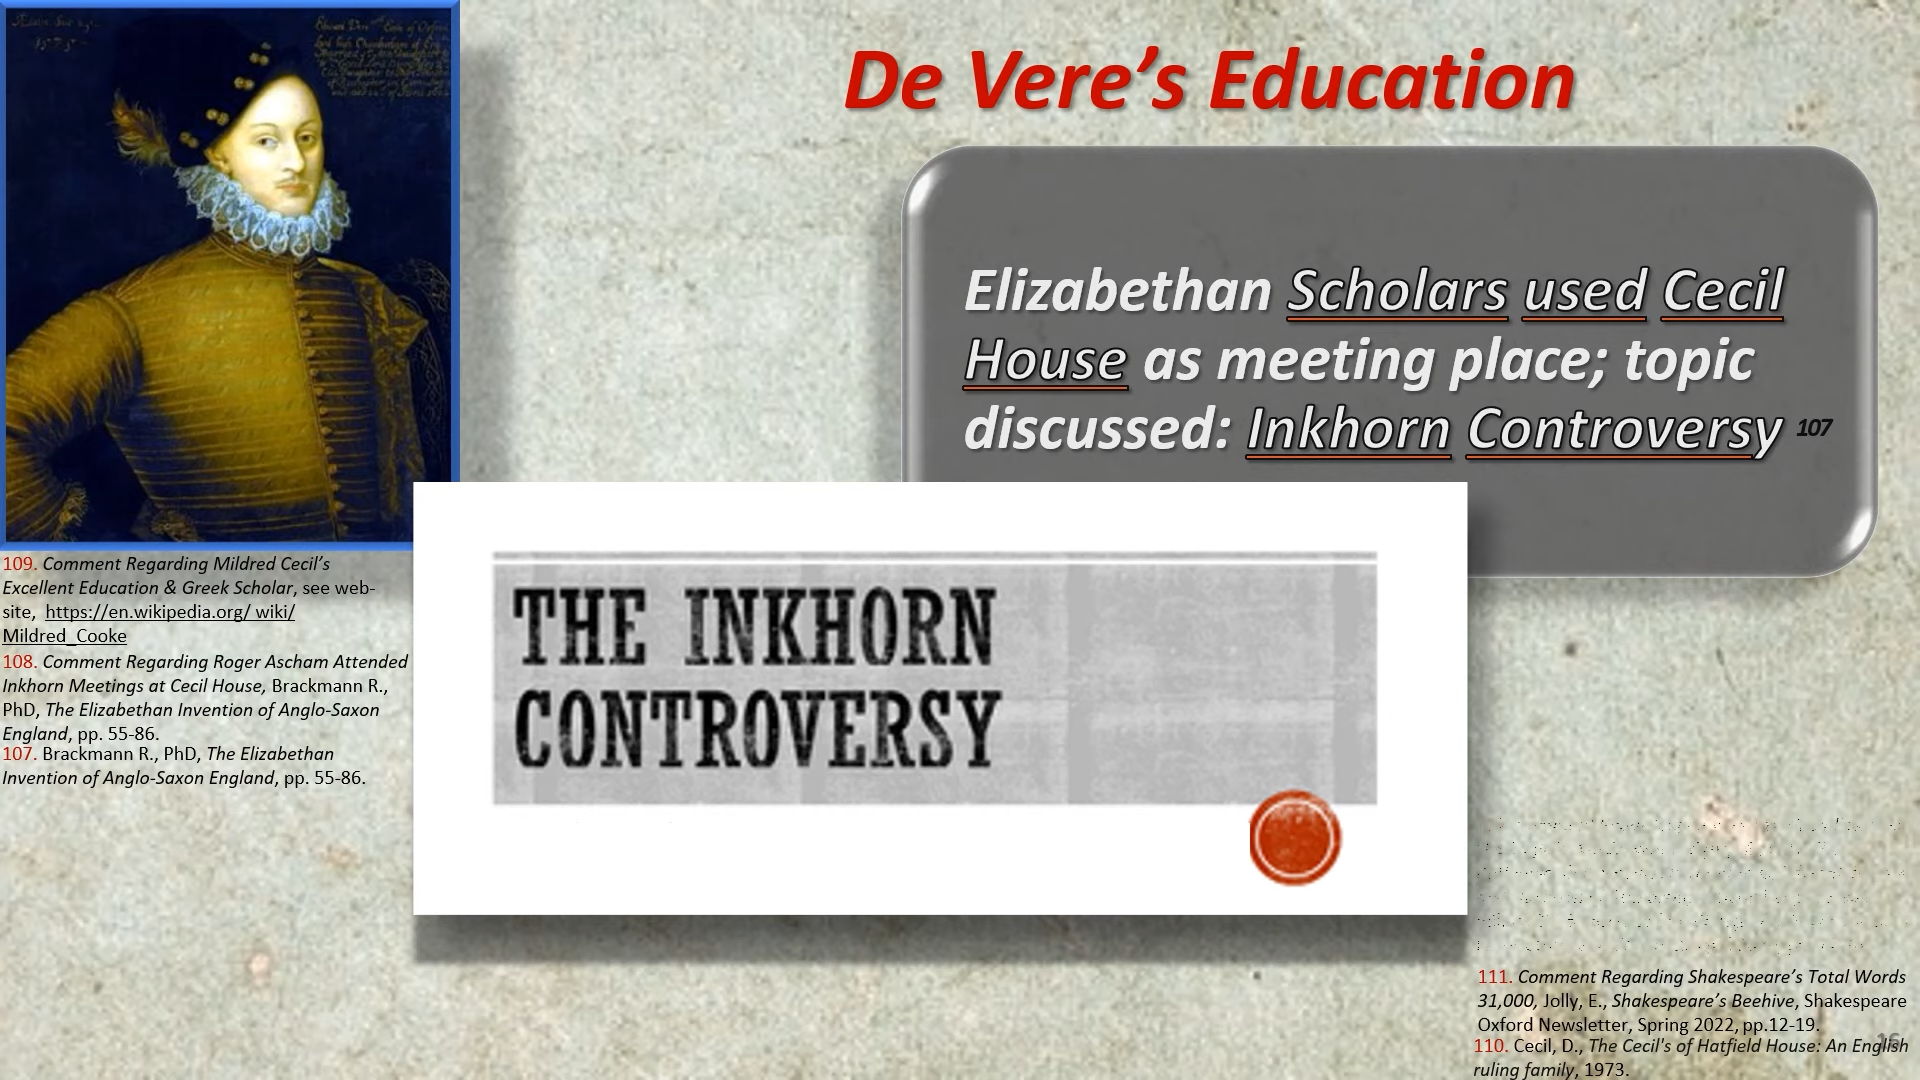 De Vere’s Education
Elizabethan Scholars used Cecil
House as meeting place; topic
discussed: Inkhorn Controversy 107
THE INKHORN
CONTROVERSY
109. Comment Regarding Mildred Cecil’s
Excellent Education & Greek Scholar, see web-
site, https://en.wikipedia.org/ wiki/
Mildred_Cooke
108. Comment Regarding Roger Ascham Attended
Inkhorn Meetings at Cecil House, Brackmann R.,
PhD, The Elizabethan Invention of Anglo-Saxon
England, pp. 55-86.
107. Brackmann R., PhD, The Elizabethan
Invention of Anglo-Saxon England, pp. 55-86.
111. Comment Regarding Shakespeare’s Total Words
31,000, Jolly, E., Shakespeare’s Beehive, Shakespeare
Oxford Newsletter, Spring 2022, pp.12-19.
110. Cecil, D., The Cecil's of Hatfield House: An English
ruling family, 1973.
16